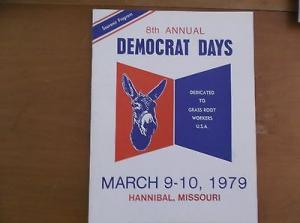 Souvenir Program
8th ANNUAL
DEMOCRAT DAYS
DEDICATED
TO
GRASS ROOT
WORKERS
U.S.A.
MARCH 9-10, 1979
HANNIBAL, MISSOURI